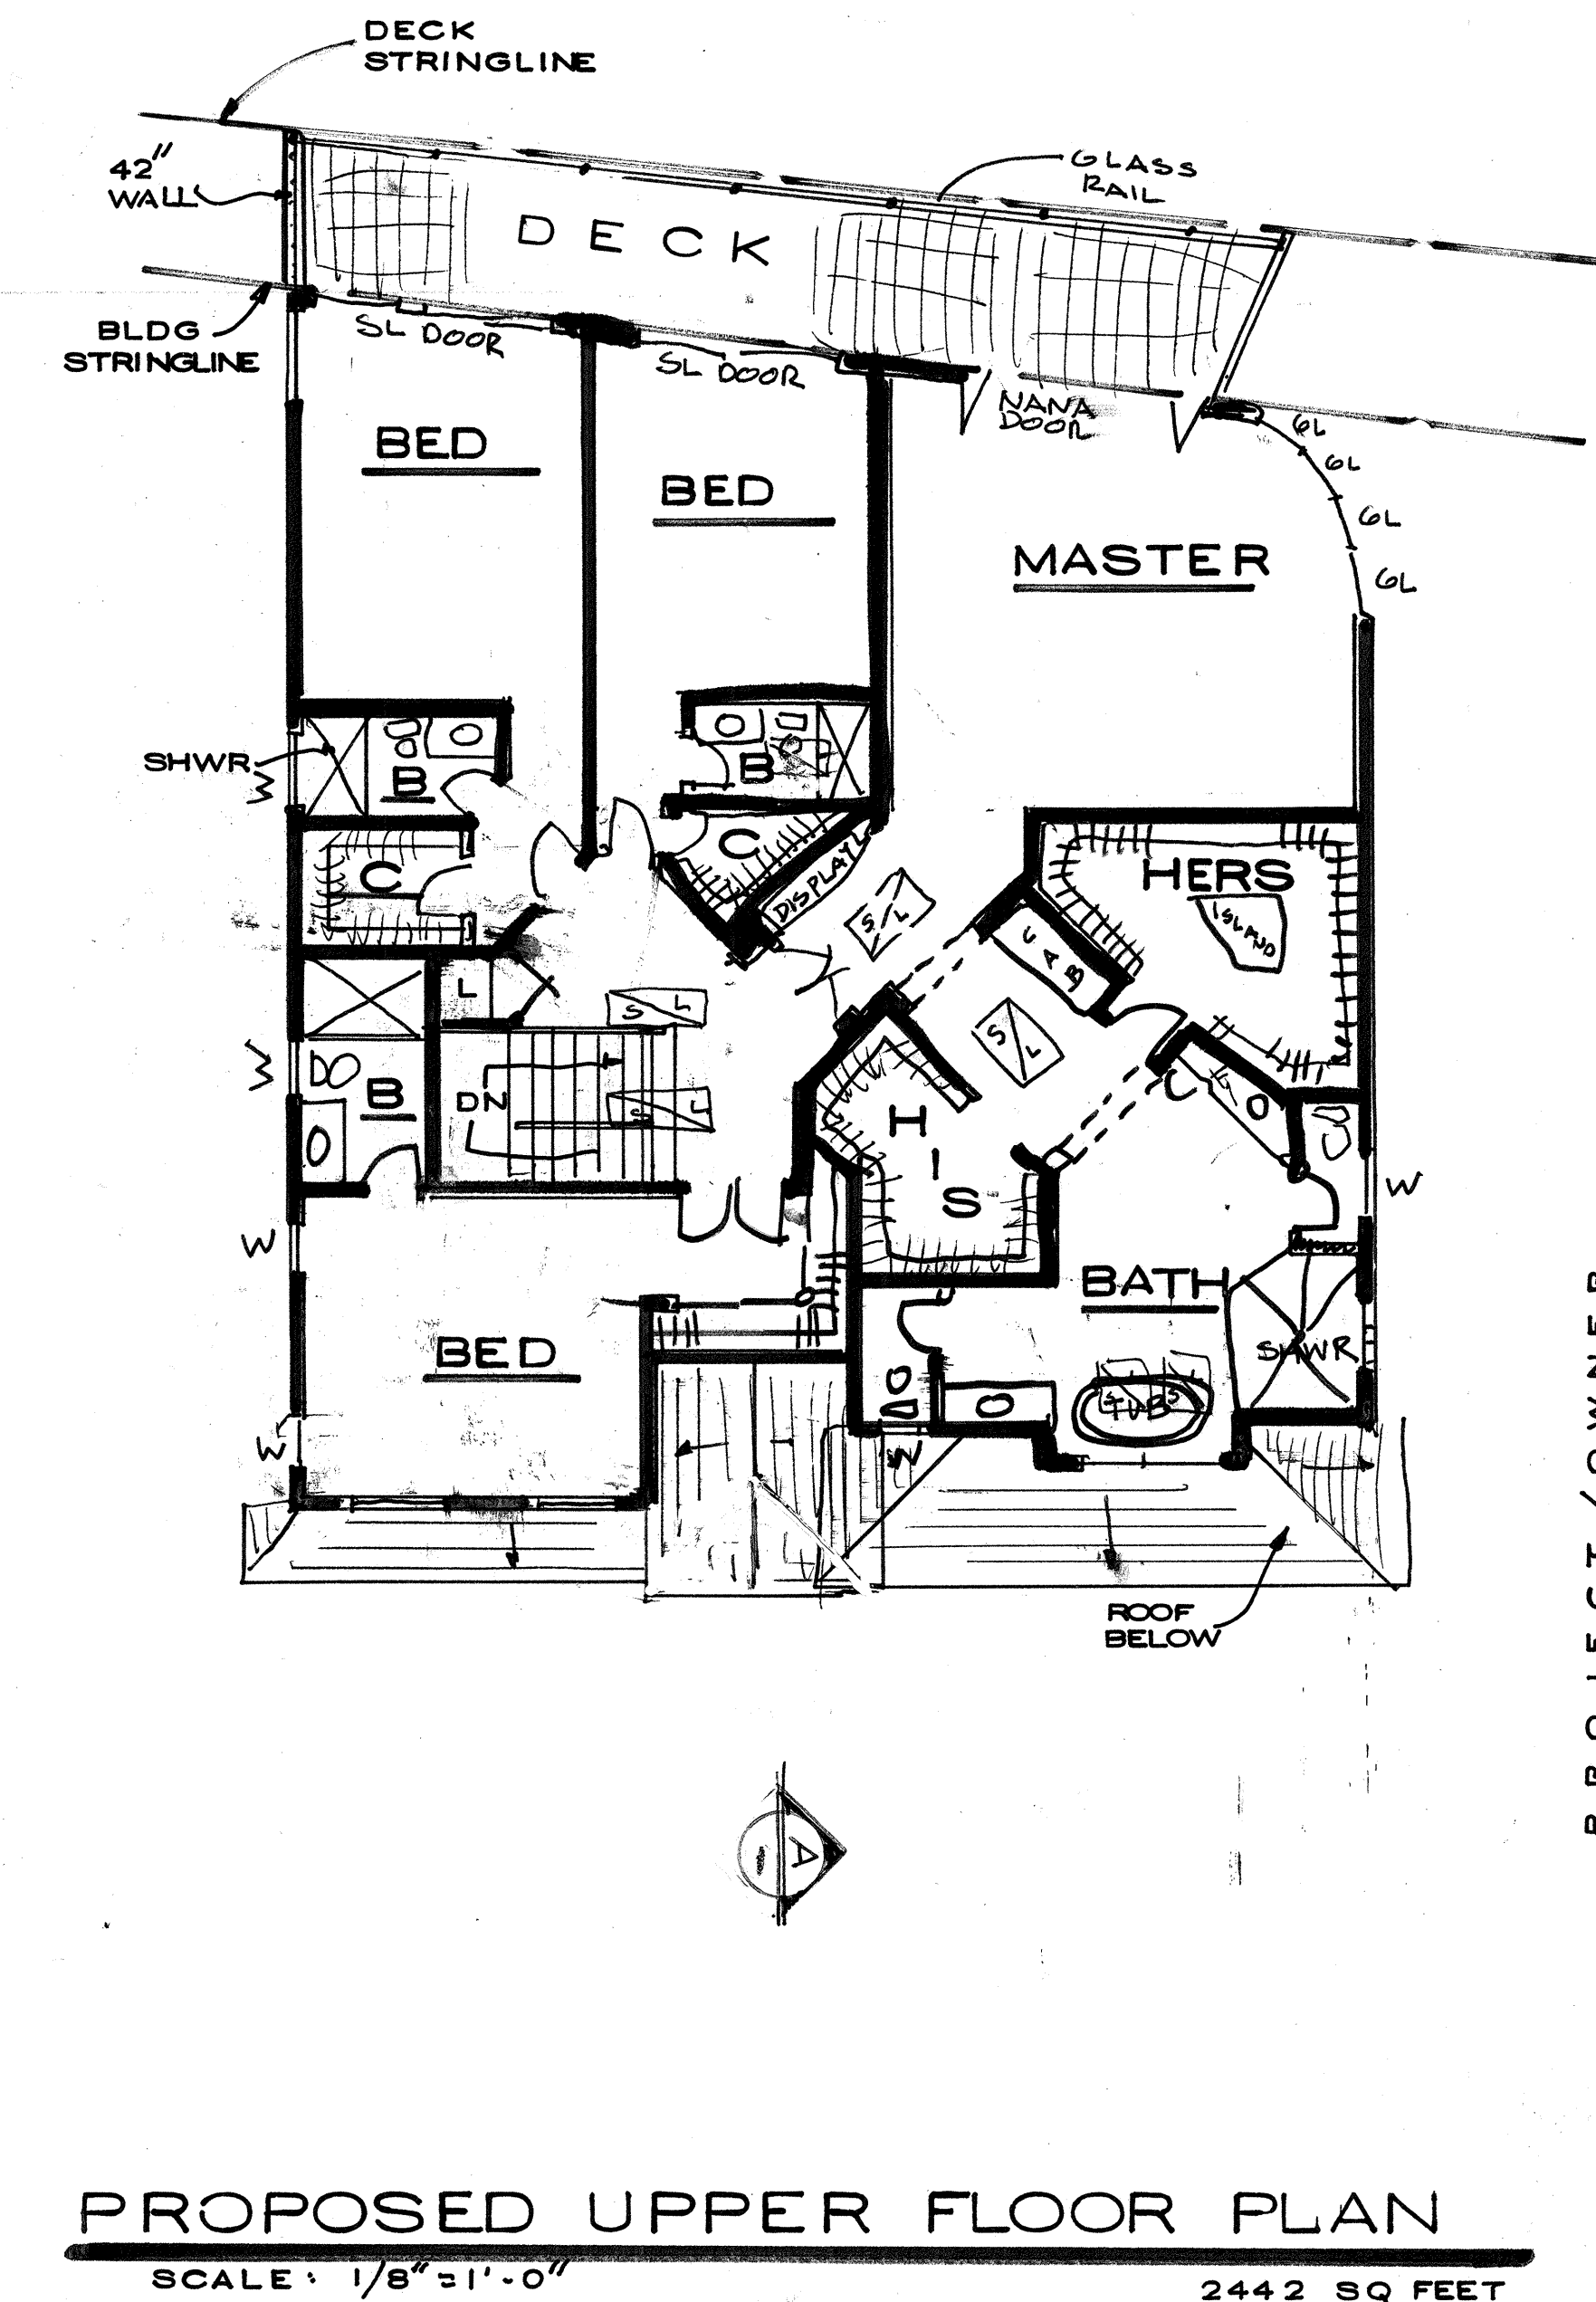 DECK
STRINGLINE
42"
WALL
GLASS
RAIL
DECK
BLDG
STRINGLINE
SL DOOR
SL DOOR
NANA
DOOR
GL
GL
GL
GL
BED
BED
MASTER
SHWR
W
B
B
C
C
DISPLAY
S/L
HERS
ISLAND
CAB
L
S L
S/L
W
B
DN
S L
HIS
W
W
BATH
BED
SHWR
TUB
W
W
ROOF
BELOW
A
1
PROJECT/OWNER
PROPOSED UPPER FLOOR PLAN
SCALE: 1/8"=1'-0"
2442 SQ FEET